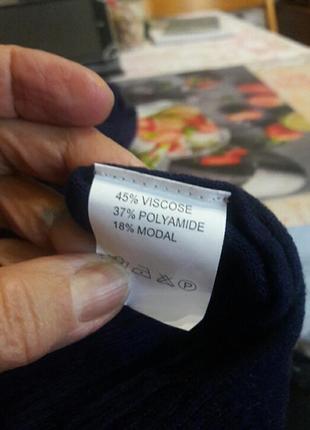 45% VISCOSE
37% POLYAMIDE
18% MODAL
P